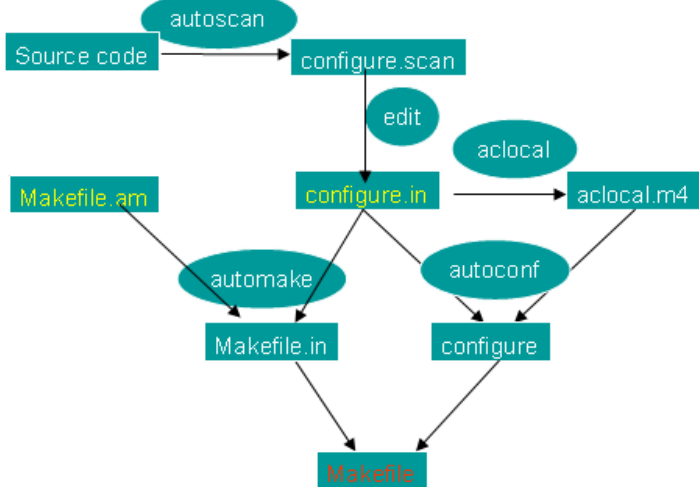 autoscan
Source code
configure.scan
edit
aclocal
Makefile.am
configure.in
aclocal.m4
automake
autoconf
Makefile.in
configure
Makefile